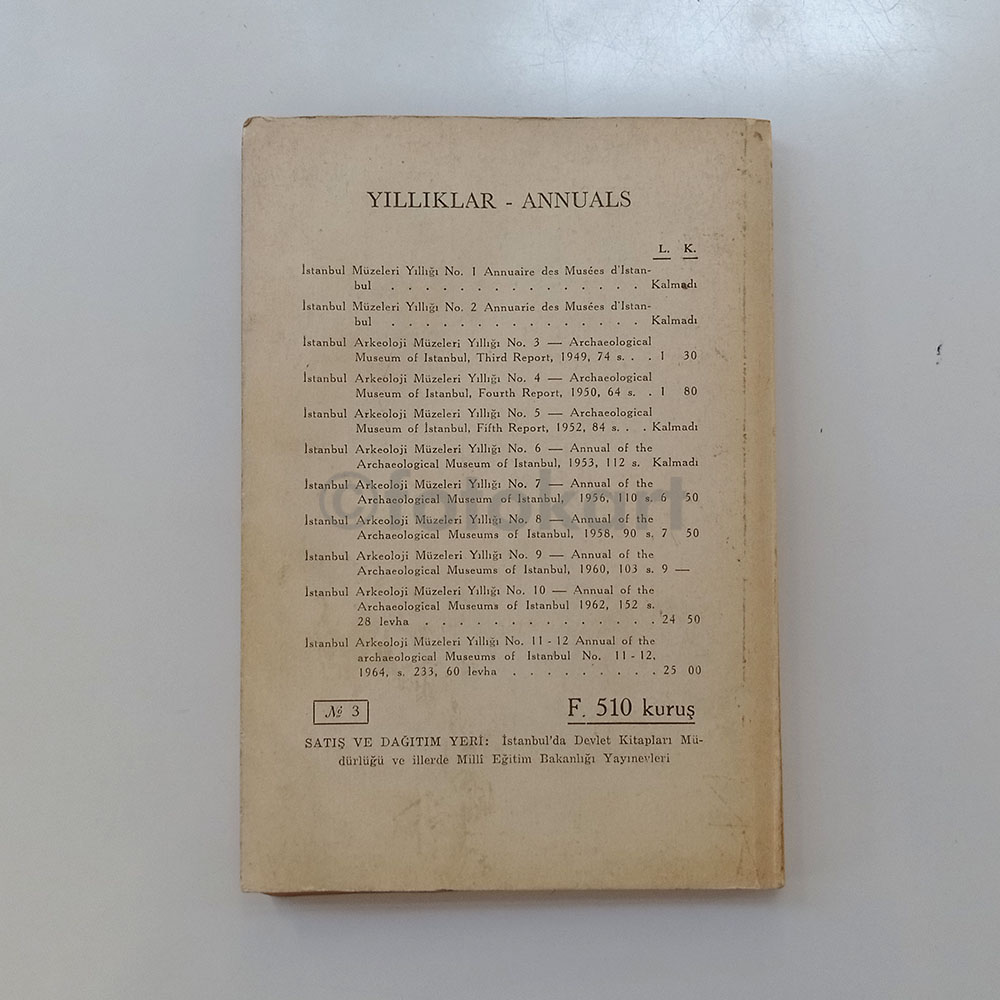 YILLIKLAR - ANNUALS
L. K.
İstanbul Müzeleri Yıllığı No. 1 Annuaire des Musées d'İstan-
bul . . . . . . . . . . . . . . . Kalmadı
İstanbul Müzeleri Yıllığı No. 2 Annuarie des Musées d'İstan-
bul . . . . . . . . . . . . . . . Kalmadı
İstanbul Arkeoloji Müzeleri Yıllığı No. 3 — Archaeological
Museum of Istanbul, Third Report, 1949, 74 s. . . 1 30
İstanbul Arkeoloji Müzeleri Yıllığı No. 4 — Archaeological
Museum of Istanbul, Fourth Report, 1950, 64 s. . 1 80
İstanbul Arkeoloji Müzeleri Yıllığı No. 5 — Archaeological
Museum of İstanbul, Fifth Report, 1952, 84 s. . . Kalmadı
İstanbul Arkeoloji Müzeleri Yıllığı No. 6 — Annual of the
Archaeological Museum of Istanbul, 1953, 112 s. Kalmadı
İstanbul Arkeoloji Müzeleri Yıllığı No. 7 — Annual of the
Archaeological Museum of Istanbul, 1956, 110 s. 6 50
İstanbul Arkeoloji Müzeleri Yıllığı No. 8 — Annual of the
Archaeological Museums of Istanbul, 1958, 90 s. 7 50
İstanbul Arkeoloji Müzeleri Yıllığı No. 9 — Annual of the
Archaeological Museums of Istanbul, 1960, 103 s. 9 —
İstanbul Arkeoloji Müzeleri Yıllığı No. 10 — Annual of the
Archaeological Museums of Istanbul 1962, 152 s.
28 levha . . . . . . . . . . . . . . 24 50
İstanbul Arkeoloji Müzeleri Yıllığı No. 11 - 12 Annual of the
archaeological Museums of Istanbul No. 11 - 12,
1964, s. 233, 60 levha . . . . . . . . . 25 00
№ 3
F. 510 kuruş
SATIŞ VE DAĞITIM YERİ: İstanbul'da Devlet Kitapları Mü-
dürlüğü ve illerde Millî Eğitim Bakanlığı Yayınevleri
©fotokart